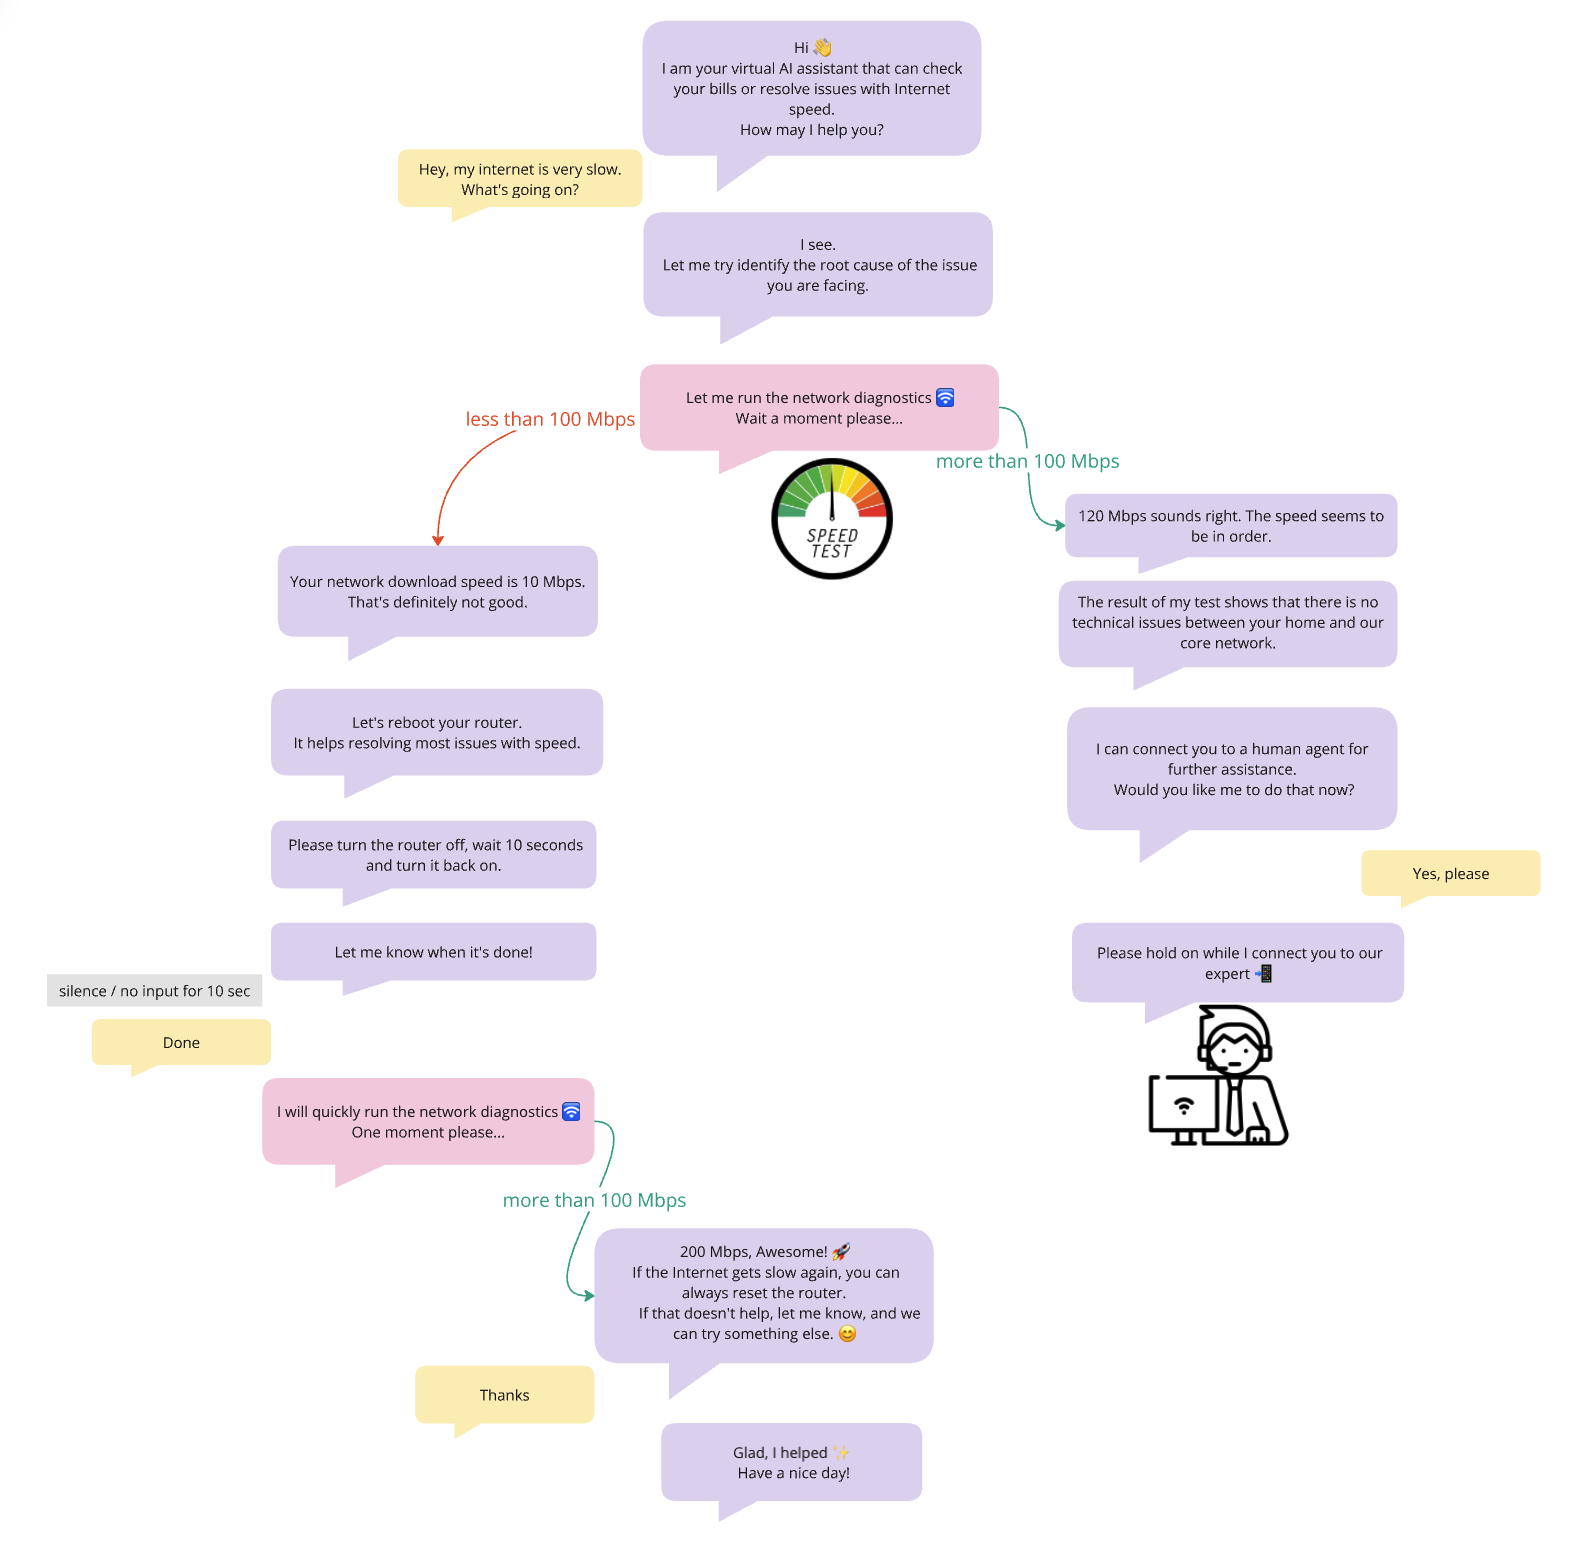 Hi 👋
I am your virtual AI assistant that can check
your bills or resolve issues with Internet
speed.
How may I help you?
Hey, my internet is very slow.
What's going on?
I see.
Let me try identify the root cause of the issue
you are facing.
Let me run the network diagnostics 🛜
Wait a moment please...
less than 100 Mbps
more than 100 Mbps
SPEED
TEST
Your network download speed is 10 Mbps.
That's definitely not good.
Let's reboot your router.
It helps resolving most issues with speed.
Please turn the router off, wait 10 seconds
and turn it back on.
Let me know when it's done!
silence / no input for 10 sec
Done
I will quickly run the network diagnostics 🛜
One moment please...
more than 100 Mbps
200 Mbps, Awesome! 🚀
If the Internet gets slow again, you can
always reset the router.
If that doesn't help, let me know, and we
can try something else. 😊
Thanks
Glad, I helped ✨
Have a nice day!
120 Mbps sounds right. The speed seems to
be in order.
The result of my test shows that there is no
technical issues between your home and our
core network.
I can connect you to a human agent for
further assistance.
Would you like me to do that now?
Yes, please
Please hold on while I connect you to our
expert 📲